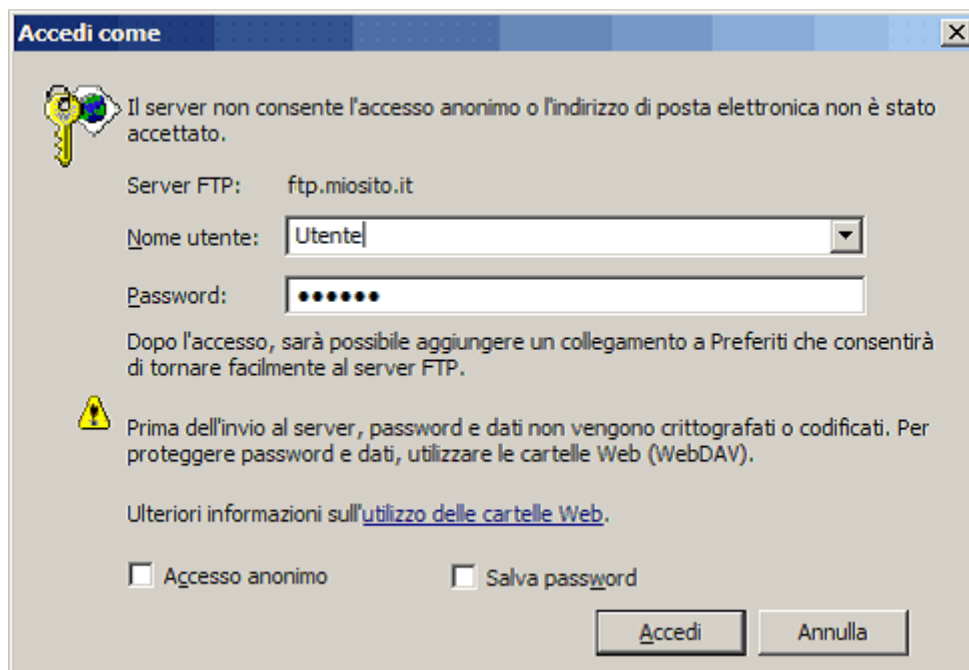 Accedi come
Il server non consente l'accesso anonimo o l'indirizzo di posta elettronica non è stato
accettato.
Server FTP: ftp.miosito.it
Nome utente: Utente
Password: ●●●●●●
Dopo l'accesso, sarà possibile aggiungere un collegamento a Preferiti che consentirà
di tornare facilmente al server FTP.
Prima dell'invio al server, password e dati non vengono crittografati o codificati. Per
proteggere password e dati, utilizzare le cartelle Web (WebDAV).
Ulteriori informazioni sull'utilizzo delle cartelle Web.
Accesso anonimo Salva password
Accedi Annulla